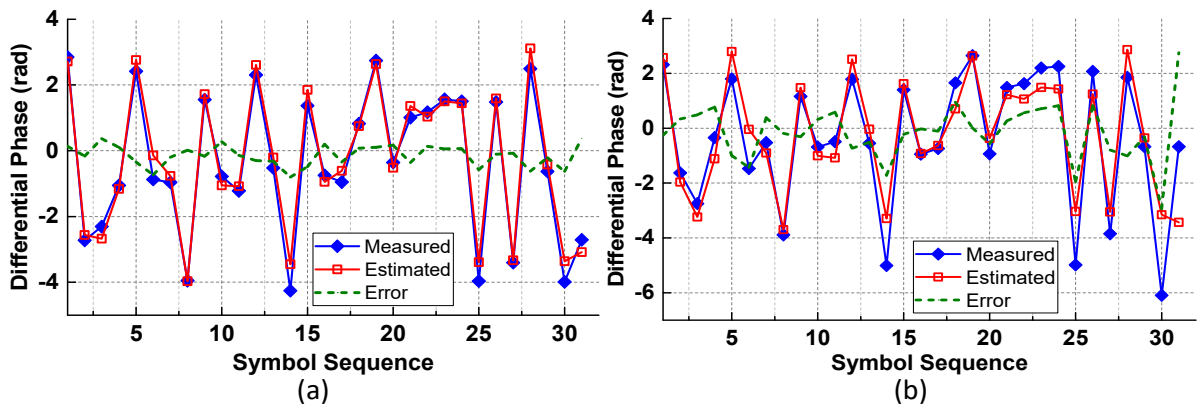 4
2
0
-2
-4
Differential Phase (rad)
Measured
Estimated
Error
5 10 15 20 25 30
Symbol Sequence
(a)
4
2
0
-2
-4
-6
Differential Phase (rad)
Measured
Estimated
Error
5 10 15 20 25 30
Symbol Sequence
(b)